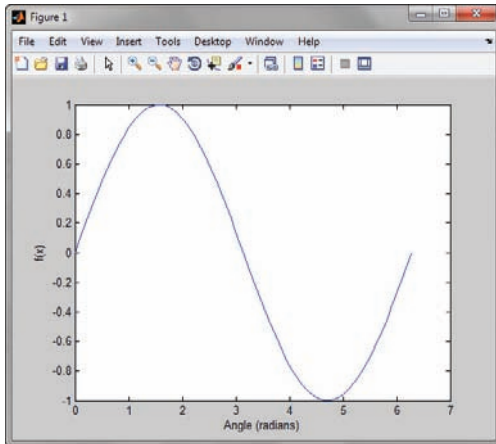 Figure 1
File Edit View Insert Tools Desktop Window Help
1
0.8
0.6
0.4
0.2
0
-0.2
-0.4
-0.6
-0.8
-1
f(x)
0 1 2 3 4 5 6 7
Angle (radians)